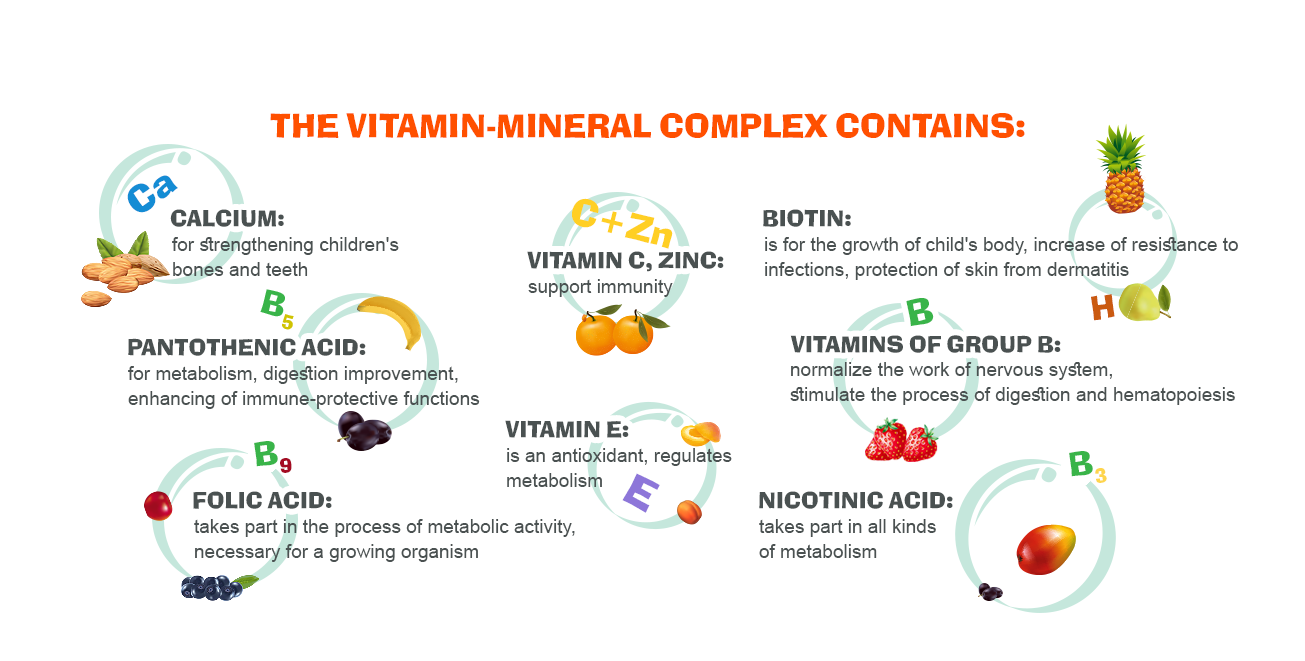 THE VITAMIN-MINERAL COMPLEX CONTAINS:
Ca
CALCIUM:
for strengthening children's
bones and teeth
C+Zn
VITAMIN C, ZINC:
support immunity
BIOTIN:
is for the growth of child's body, increase of resistance to
infections, protection of skin from dermatitis
H
B5
PANTOTHENIC ACID:
for metabolism, digestion improvement,
enhancing of immune-protective functions
B
VITAMINS OF GROUP B:
normalize the work of nervous system,
stimulate the process of digestion and hematopoiesis
VITAMIN E:
is an antioxidant, regulates
metabolism
E
B9
FOLIC ACID:
takes part in the process of metabolic activity,
necessary for a growing organism
B3
NICOTINIC ACID:
takes part in all kinds
of metabolism